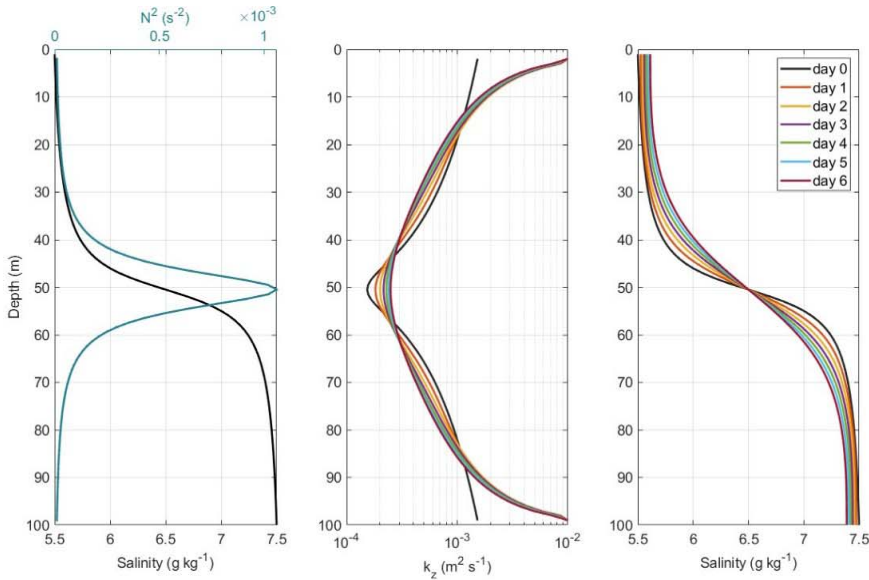 N² (s⁻²) ×10⁻³
0 0.5 1
0
10
20
30
40
50
60
70
80
90
100
Depth (m)
5.5 6 6.5 7 7.5
Salinity (g kg⁻¹)
0
10
20
30
40
50
60
70
80
90
100
10⁻⁴ 10⁻³ 10⁻²
k_z (m² s⁻¹)
0
10
20
30
40
50
60
70
80
90
100
5.5 6 6.5 7 7.5
Salinity (g kg⁻¹)
day 0
day 1
day 2
day 3
day 4
day 5
day 6